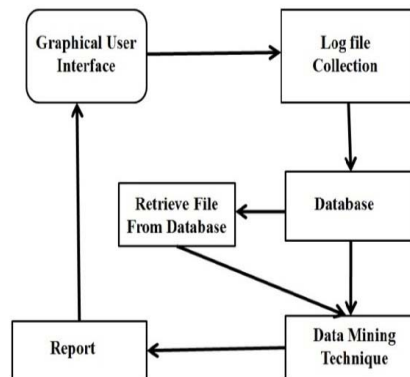 Graphical User
Interface
Log file
Collection
Retrieve File
From Database
Database
Report
Data Mining
Technique